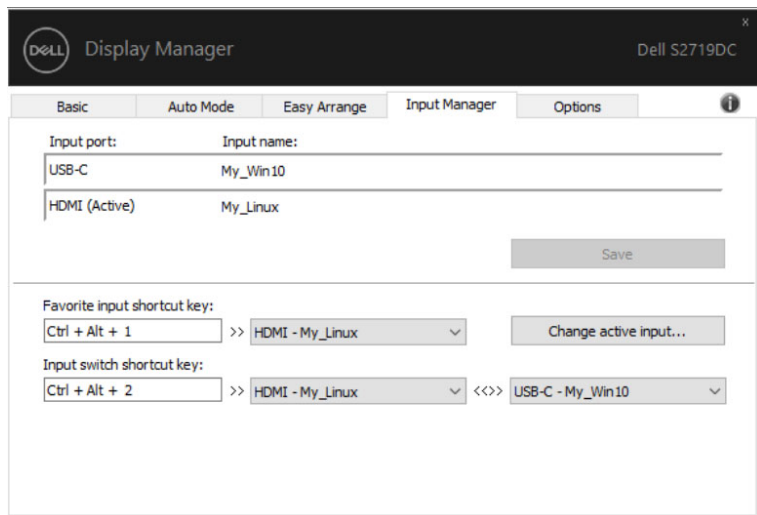 x
DELL Display Manager Dell S2719DC
Basic Auto Mode Easy Arrange Input Manager Options i
Input port: Input name:
USB-C My_Win10
HDMI (Active) My_Linux
Save
Favorite input shortcut key:
Ctrl + Alt + 1 >> HDMI - My_Linux Change active input...
Input switch shortcut key:
Ctrl + Alt + 2 >> HDMI - My_Linux <<>> USB-C - My_Win10